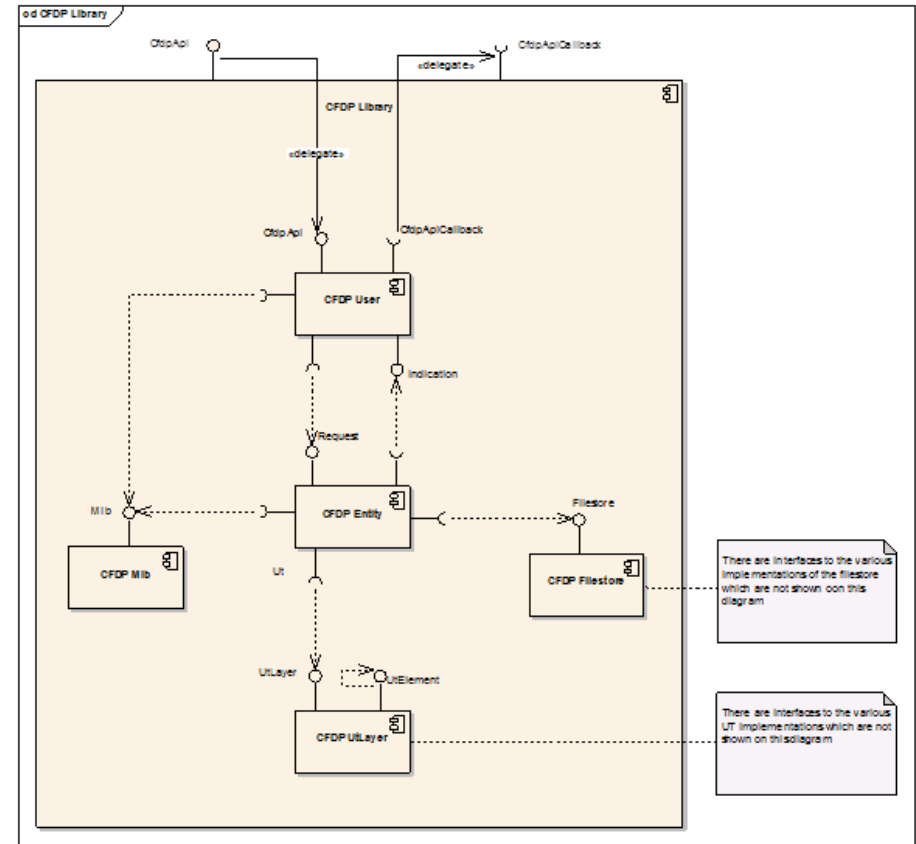 od CFDP Library
CfdpApi
CfdpApiCallback
«delegate»
CFDP Library
«delegate»
CfdpApi
CfdpApiCallback
CFDP User
Indication
Request
Mib
CFDP Entity
Filestore
CFDP Mib
Ut
CFDP Filestore
There are interfaces to the various
implementations of the filestore
which are not shown oon this
diagram
UtLayer
UtElement
CFDP UtLayer
There are interfaces to the various
UT implementations which are not
shown on thisdiagram